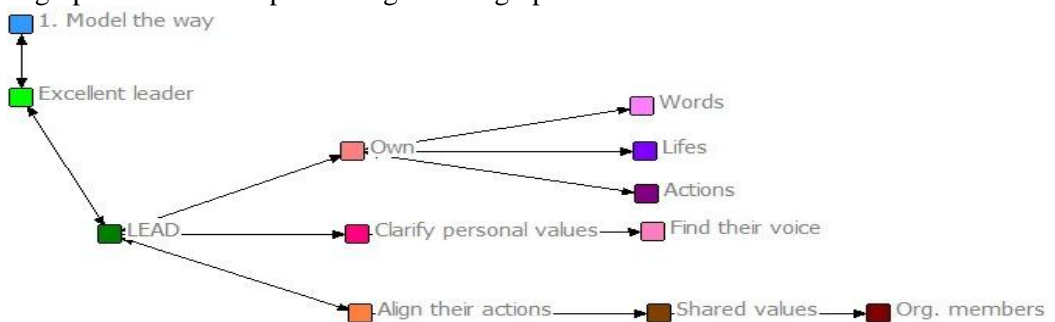 1. Model the way
Excellent leader
Words
Own
Lifes
Actions
LEAD
Clarify personal values
Find their voice
Align their actions
Shared values
Org. members